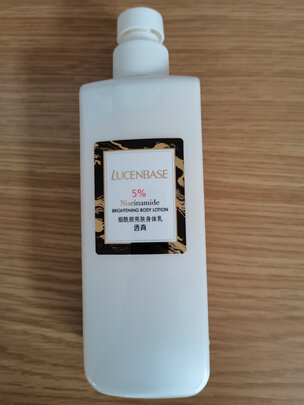 LUCENBASE
5%
Niacinamide
BRIGHTENING BODY LOTION
烟酰胺亮肤身体乳
透真